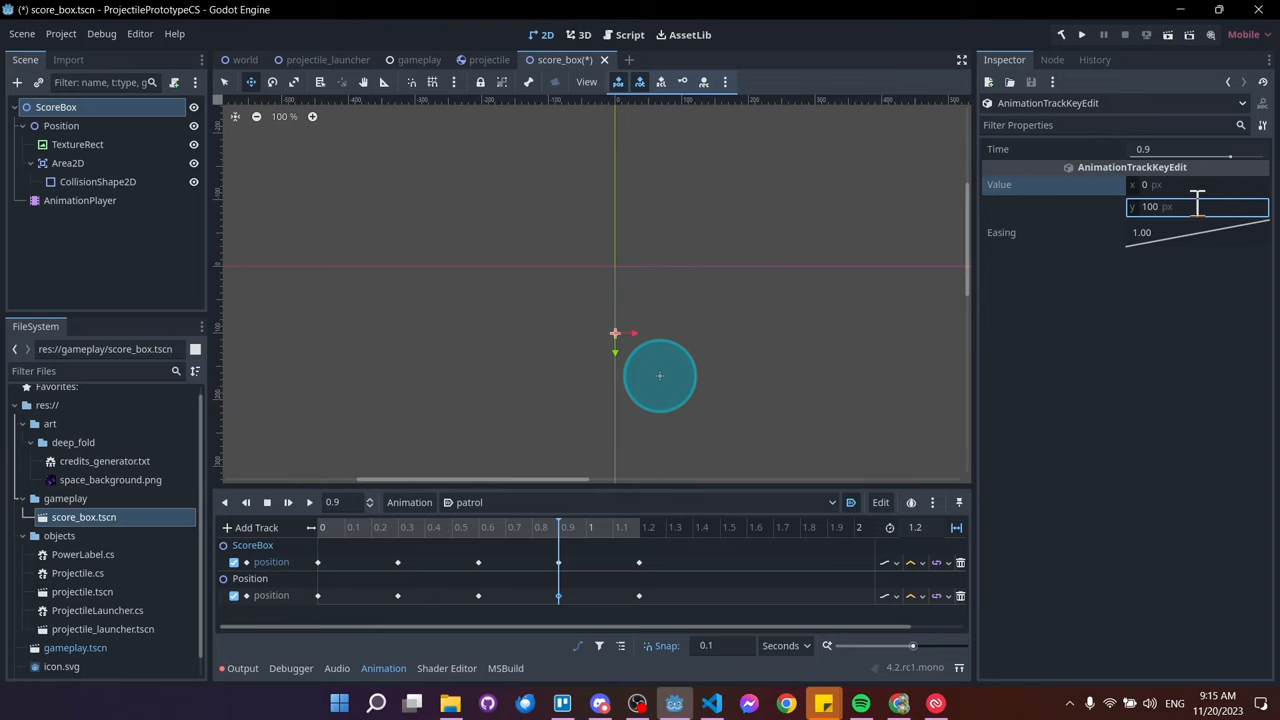 (*) score_box.tscn - ProjectilePrototypeCS - Godot Engine
Scene Project Debug Editor Help
2D 3D Script AssetLib
Mobile
Scene Import
world projectile_launcher gameplay projectile score_box(*)
Inspector Node History
Filter: name, t:type, g
View
ScoreBox
Position
TextureRect
Area2D
CollisionShape2D
AnimationPlayer
100 %
AnimationTrackKeyEdit
Filter Properties
Time 0.9
AnimationTrackKeyEdit
Value x 0 px
y 100 px
Easing 1.00
FileSystem
res://gameplay/score_box.tscn
Filter Files
Favorites:
res://
art
deep_fold
credits_generator.txt
space_background.png
gameplay
score_box.tscn
objects
PowerLabel.cs
Projectile.cs
projectile.tscn
ProjectileLauncher.cs
projectile_launcher.tscn
gameplay.tscn
icon.svg
0.9 Animation patrol Edit
Add Track 0 0.1 0.2 0.3 0.4 0.5 0.6 0.7 0.8 0.9 1 1.1 1.2 1.3 1.4 1.5 1.6 1.7 1.8 1.9 2 1.2
ScoreBox
position
Position
position
Snap: 0.1 Seconds
Output Debugger Audio Animation Shader Editor MSBuild 4.2.rc1.mono
9:15 AM
11/20/2023